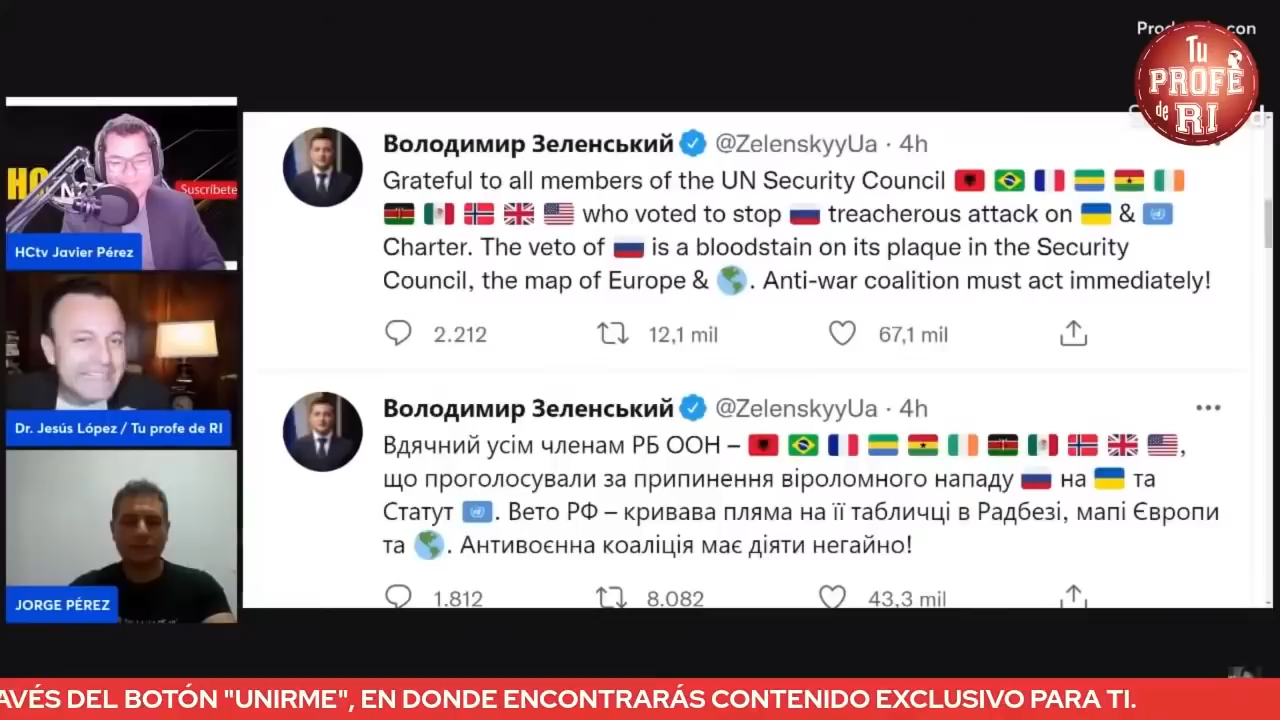 Tu
PROFE
de RI
HCtv Javier Pérez
Suscríbete
Dr. Jesús López / Tu profe de RI
JORGE PÉREZ
Володимир Зеленський @ZelenskyyUa · 4h
Grateful to all members of the UN Security Council 🇦🇱 🇧🇷 🇫🇷 🇬🇦 🇬🇭 🇮🇪
🇰🇪 🇲🇽 🇳🇴 🇬🇧 🇺🇸 who voted to stop 🇷🇺 treacherous attack on 🇺🇦 & 🇺🇳
Charter. The veto of 🇷🇺 is a bloodstain on its plaque in the Security
Council, the map of Europe & 🌎. Anti-war coalition must act immediately!
2.212 12,1 mil 67,1 mil
Володимир Зеленський @ZelenskyyUa · 4h
Вдячний усім членам РБ ООН – 🇦🇱 🇧🇷 🇫🇷 🇬🇦 🇬🇭 🇮🇪 🇰🇪 🇲🇽 🇳🇴 🇬🇧 🇺🇸,
що проголосували за припинення віроломного нападу 🇷🇺 на 🇺🇦 та
Статут 🇺🇳. Вето РФ – кривава пляма на її табличці в Радбезі, мапі Європи
та 🌎. Антивоєнна коаліція має діяти негайно!
1.812 8.082 43,3 mil
AVÉS DEL BOTÓN "UNIRME", EN DONDE ENCONTRARÁS CONTENIDO EXCLUSIVO PARA TI.